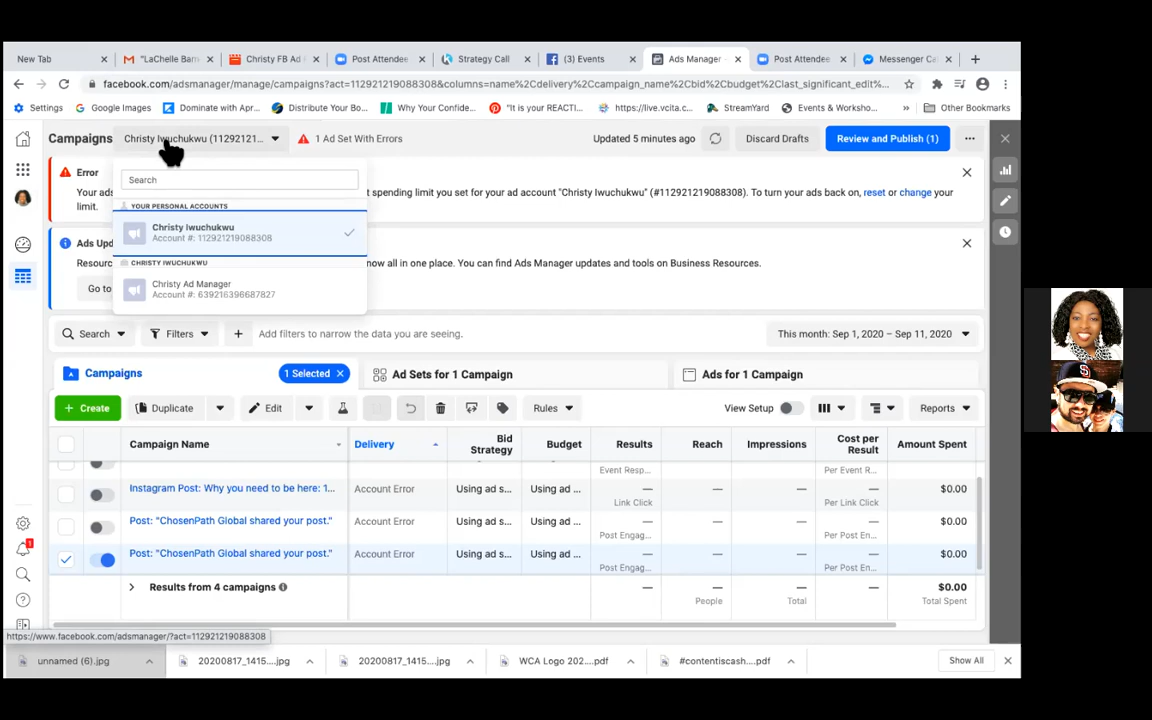 New Tab
"LaChelle Barn
Christy FB Ad
Post Attendee
Strategy Call
(3) Events
Ads Manager -
Post Attendee
Messenger Ca
facebook.com/adsmanager/manage/campaigns?act=112921219088308&columns=name%2Cdelivery%2Ccampaign_name%2Cbid%2Cbudget%2Clast_significant_edit%...
Settings
Google Images
Dominate with Apr...
Distribute Your Bo...
Why Your Confide...
"It is your REACTI...
https://live.vcita.c...
StreamYard
Events & Worksho...
»
Other Bookmarks
Campaigns
Christy Iwuchukwu (11292121...
1 Ad Set With Errors
Updated 5 minutes ago
Discard Drafts
Review and Publish (1)
Error
Your ads
t spending limit you set for your ad account "Christy Iwuchukwu" (#112921219088308). To turn your ads back on, reset or change your
limit.
Search
YOUR PERSONAL ACCOUNTS
Christy Iwuchukwu
Account #: 112921219088308
CHRISTY IWUCHUKWU
Christy Ad Manager
Account #: 639216396687827
Ads Upd
Resource
now all in one place. You can find Ads Manager updates and tools on Business Resources.
Go to
Search
Filters
+
Add filters to narrow the data you are seeing.
This month: Sep 1, 2020 – Sep 11, 2020
Campaigns
1 Selected
Ad Sets for 1 Campaign
Ads for 1 Campaign
+ Create
Duplicate
Edit
Rules
View Setup
Reports
Campaign Name
Delivery
Bid
Strategy
Budget
Results
Reach
Impressions
Cost per
Result
Amount Spent
Event Resp...
Per Event R...
Instagram Post: Why you need to be here: 1...
Account Error
Using ad s...
Using ad ...
—
—
—
—
$0.00
Link Click
Per Link Click
Post: "ChosenPath Global shared your post."
Account Error
Using ad s...
Using ad ...
—
—
—
—
$0.00
Post Engag...
Per Post En...
Post: "ChosenPath Global shared your post."
Account Error
Using ad s...
Using ad ...
—
—
—
—
$0.00
Post Engag...
Per Post En...
Results from 4 campaigns
—
—
—
—
$0.00
People
Total
Total Spent
1
https://www.facebook.com/adsmanager/?act=112921219088308
unnamed (6).jpg
20200817_1415....jpg
20200817_1415....jpg
WCA Logo 202....pdf
#contentiscash....pdf
Show All